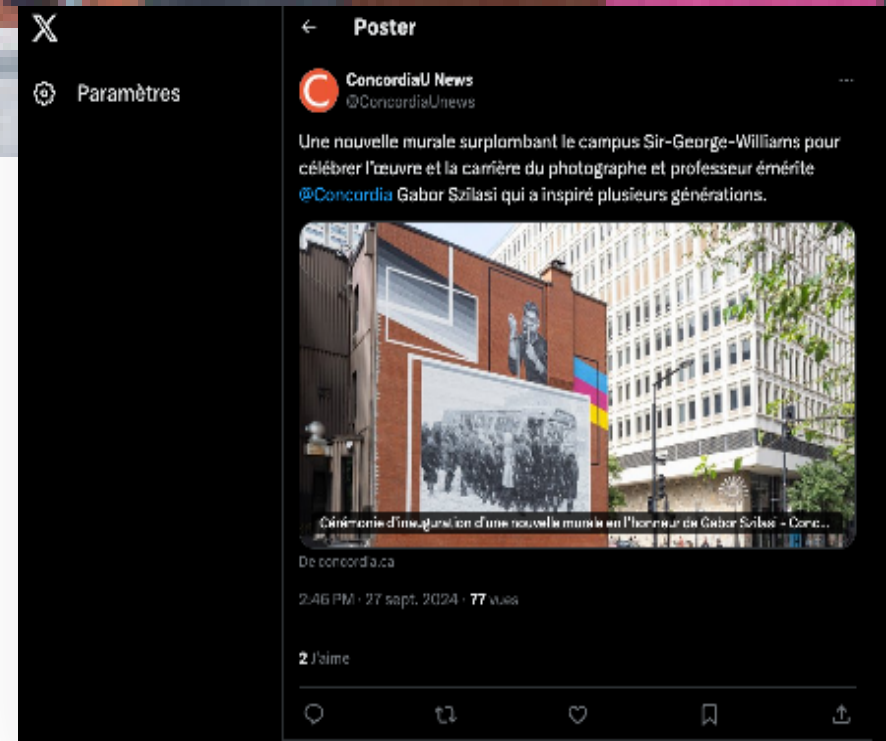 Poster
Paramètres
ConcordiaU News
@ConcordiaUnews
Une nouvelle murale surplombant le campus Sir-George-Williams pour
célébrer l'œuvre et la carrière du photographe et professeur émérite
@Concordia Gabor Szilasi qui a inspiré plusieurs générations.
Cérémonie d'inauguration d'une nouvelle murale en l'honneur de Gabor Szilasi - Conc...
De concordia.ca
2:46 PM · 27 sept. 2024 · 77 vues
2 J'aime